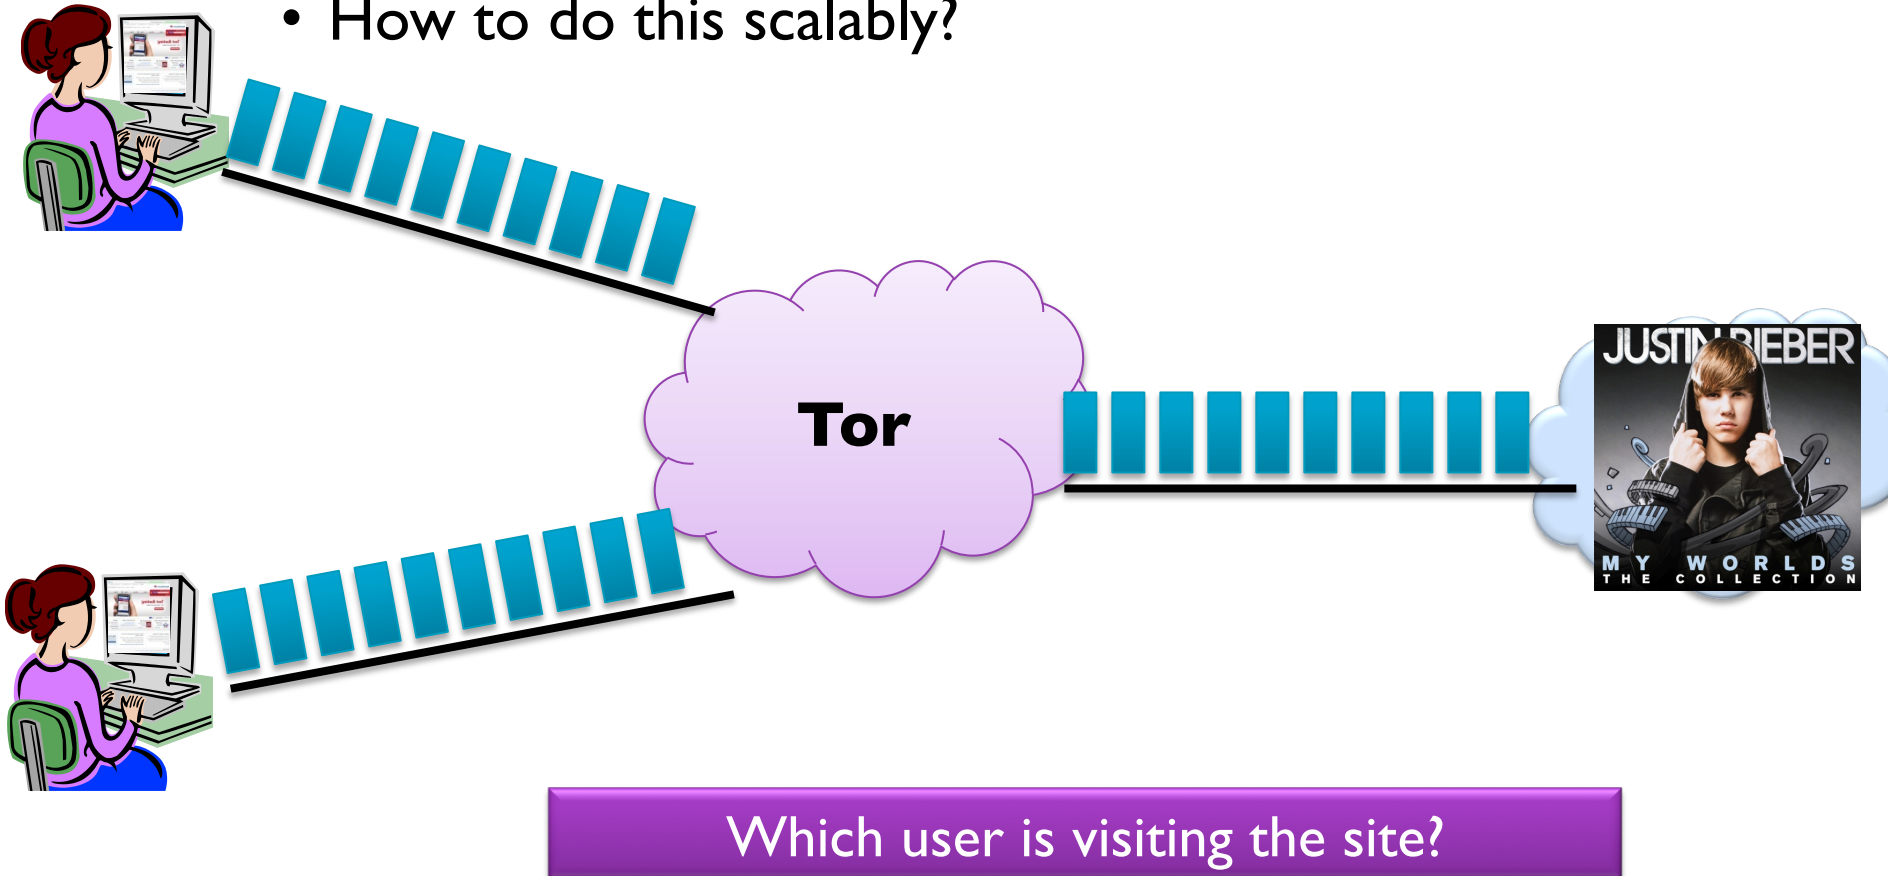 • How to do this scalably?
JUSTIN BIEBER
Tor
MY WORLDS
THE COLLECTION
Which user is visiting the site?